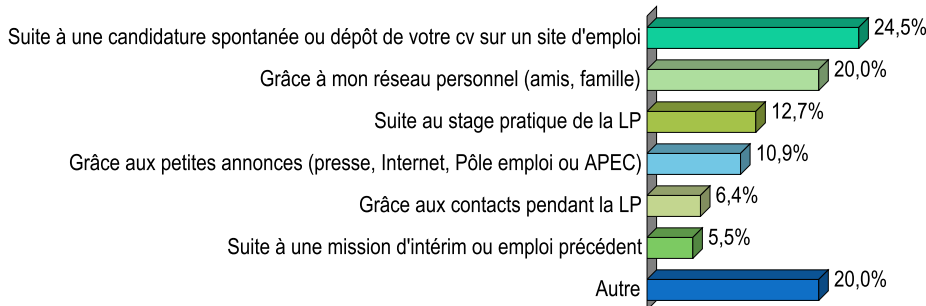 Suite à une candidature spontanée ou dépôt de votre cv sur un site d'emploi 24,5%
Grâce à mon réseau personnel (amis, famille) 20,0%
Suite au stage pratique de la LP 12,7%
Grâce aux petites annonces (presse, Internet, Pôle emploi ou APEC) 10,9%
Grâce aux contacts pendant la LP 6,4%
Suite à une mission d'intérim ou emploi précédent 5,5%
Autre 20,0%